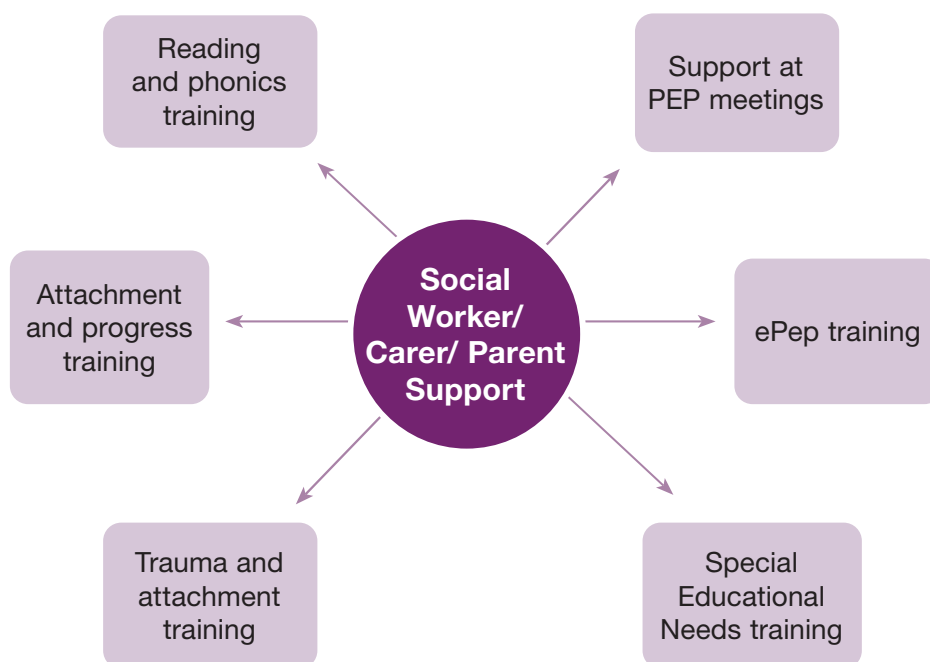 Reading
and phonics
training
Support at
PEP meetings
Attachment
and progress
training
Social
Worker/
Carer/ Parent
Support
ePep training
Trauma and
attachment
training
Special
Educational
Needs training